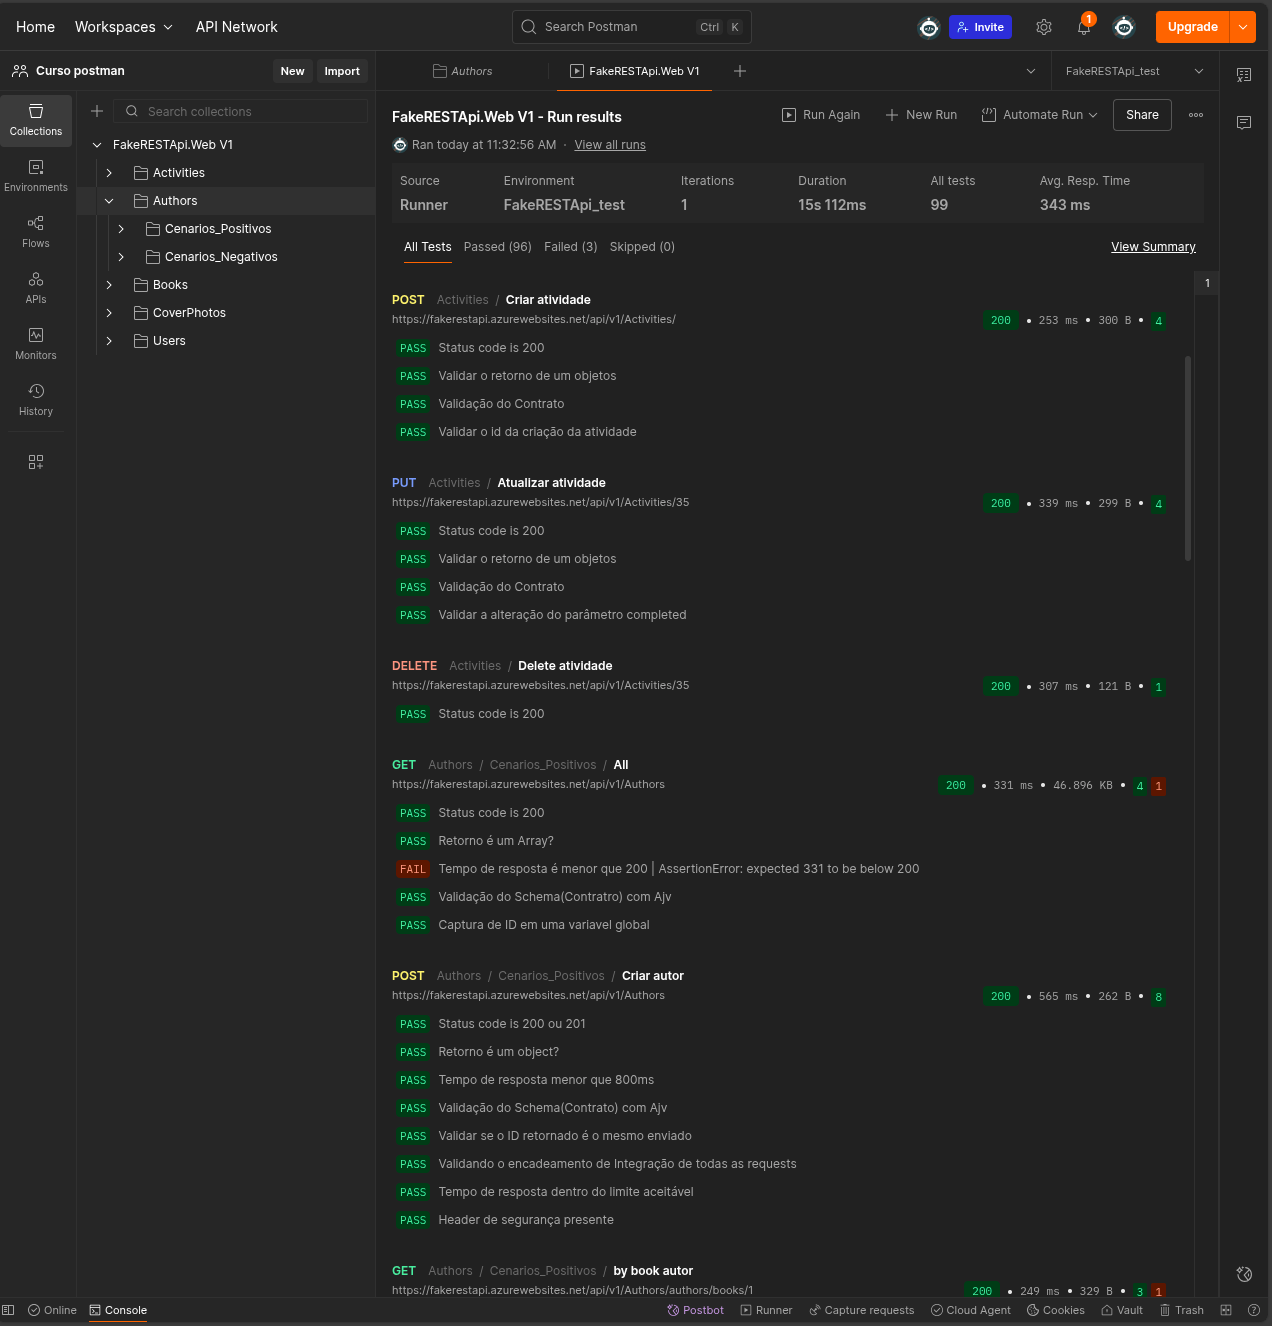 Home Workspaces API Network Search Postman Ctrl K Invite 1 Upgrade
Curso postman New Import Authors FakeRESTApi.Web V1 FakeRESTApi_test
Collections
Environments
Flows
APIs
Monitors
History
Search collections
FakeRESTApi.Web V1
Activities
Authors
Cenarios_Positivos
Cenarios_Negativos
Books
CoverPhotos
Users
FakeRESTApi.Web V1 - Run results Run Again New Run Automate Run Share
Ran today at 11:32:56 AM · View all runs
Source Environment Iterations Duration All tests Avg. Resp. Time
Runner FakeRESTApi_test 1 15s 112ms 99 343 ms
All Tests Passed (96) Failed (3) Skipped (0) View Summary
1
POST Activities / Criar atividade
https://fakerestapi.azurewebsites.net/api/v1/Activities/ 200 • 253 ms • 300 B • 4
PASS Status code is 200
PASS Validar o retorno de um objetos
PASS Validação do Contrato
PASS Validar o id da criação da atividade
PUT Activities / Atualizar atividade
https://fakerestapi.azurewebsites.net/api/v1/Activities/35 200 • 339 ms • 299 B • 4
PASS Status code is 200
PASS Validar o retorno de um objetos
PASS Validação do Contrato
PASS Validar a alteração do parâmetro completed
DELETE Activities / Delete atividade
https://fakerestapi.azurewebsites.net/api/v1/Activities/35 200 • 307 ms • 121 B • 1
PASS Status code is 200
GET Authors / Cenarios_Positivos / All
https://fakerestapi.azurewebsites.net/api/v1/Authors 200 • 331 ms • 46.896 KB • 4 1
PASS Status code is 200
PASS Retorno é um Array?
FAIL Tempo de resposta é menor que 200 | AssertionError: expected 331 to be below 200
PASS Validação do Schema(Contratro) com Ajv
PASS Captura de ID em uma variavel global
POST Authors / Cenarios_Positivos / Criar autor
https://fakerestapi.azurewebsites.net/api/v1/Authors 200 • 565 ms • 262 B • 8
PASS Status code is 200 ou 201
PASS Retorno é um object?
PASS Tempo de resposta menor que 800ms
PASS Validação do Schema(Contrato) com Ajv
PASS Validar se o ID retornado é o mesmo enviado
PASS Validando o encadeamento de Integração de todas as requests
PASS Tempo de resposta dentro do limite aceitável
PASS Header de segurança presente
GET Authors / Cenarios_Positivos / by book autor
https://fakerestapi.azurewebsites.net/api/v1/Authors/authors/books/1 200 • 249 ms • 329 B • 3 1
Online Console Postbot Runner Capture requests Cloud Agent Cookies Vault Trash